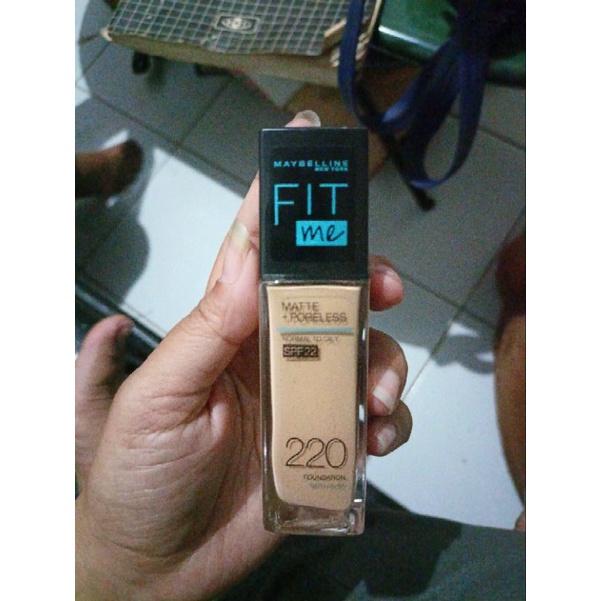 MAYBELLINE
NEW YORK
FIT
me
MATTE
+PORELESS
NORMAL TO OILY
SPF22
220
FOUNDATION